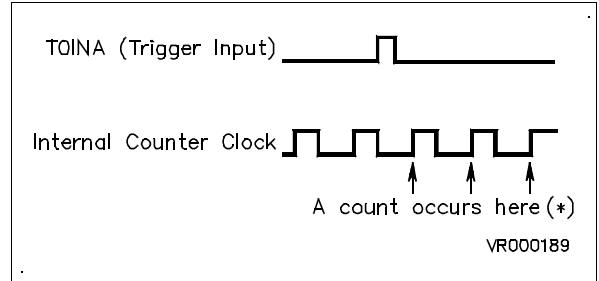 T0INA (Trigger Input)
Internal Counter Clock
A count occurs here (*)
VR000189